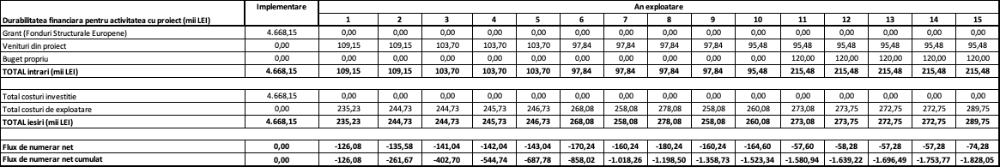 Implementare An exploatare
Durabilitatea financiara pentru activitatea cu proiect (mii LEI) 1 2 3 4 5 6 7 8 9 10 11 12 13 14 15
Grant (Fonduri Structurale Europene) 4.668,15 0,00 0,00 0,00 0,00 0,00 0,00 0,00 0,00 0,00 0,00 0,00 0,00 0,00 0,00 0,00
Venituri din proiect 0,00 109,15 109,15 103,70 103,70 103,70 97,84 97,84 97,84 97,84 95,48 95,48 95,48 95,48 95,48 95,48
Buget propriu 0,00 0,00 0,00 0,00 0,00 0,00 0,00 0,00 0,00 0,00 0,00 120,00 120,00 120,00 120,00 120,00
TOTAL intrari (mii LEI) 4.668,15 109,15 109,15 103,70 103,70 103,70 97,84 97,84 97,84 97,84 95,48 215,48 215,48 215,48 215,48 215,48
Total costuri investitie 4.668,15 0,00 0,00 0,00 0,00 0,00 0,00 0,00 0,00 0,00 0,00 0,00 0,00 0,00 0,00 0,00
Total costuri de exploatare 0,00 235,23 244,73 244,73 245,73 246,73 268,08 258,08 278,08 258,08 260,08 273,08 273,75 272,75 272,75 289,75
TOTAL iesiri (mii LEI) 4.668,15 235,23 244,73 244,73 245,73 246,73 268,08 258,08 278,08 258,08 260,08 273,08 273,75 272,75 272,75 289,75
Flux de numerar net 0,00 -126,08 -135,58 -141,04 -142,04 -143,04 -170,24 -160,24 -180,24 -160,24 -164,60 -57,60 -58,28 -57,28 -57,28 -74,28
Flux de numerar net cumulat 0,00 -126,08 -261,67 -402,70 -544,74 -687,78 -858,02 -1.018,26 -1.198,50 -1.358,73 -1.523,34 -1.580,94 -1.639,22 -1.696,49 -1.753,77 -1.828,05